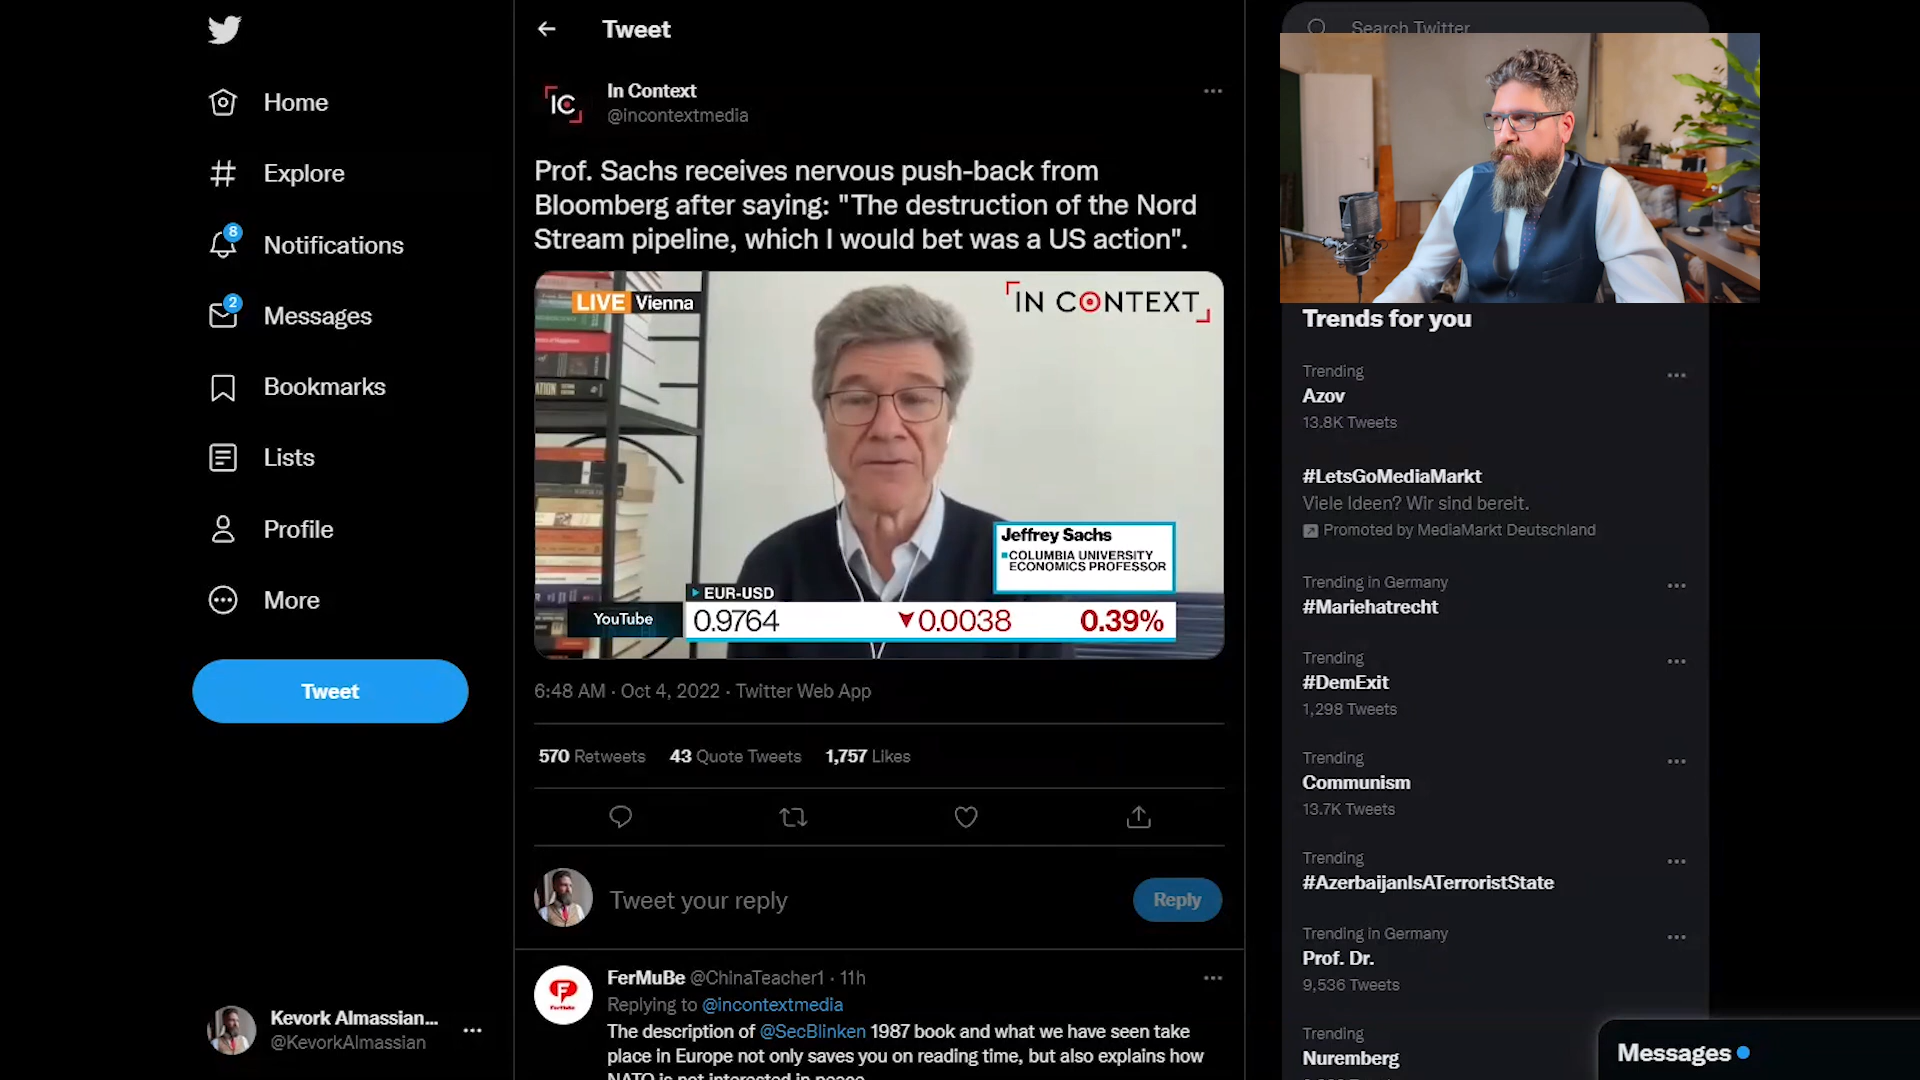 Home
Explore
8
Notifications
2
Messages
Bookmarks
Lists
Profile
More
Tweet
Kevork Almassian...
@KevorkAlmassian
Tweet
IC
In Context
@incontextmedia
Prof. Sachs receives nervous push-back from
Bloomberg after saying: "The destruction of the Nord
Stream pipeline, which I would bet was a US action".
LIVE Vienna
IN CONTEXT
Jeffrey Sachs
COLUMBIA UNIVERSITY
ECONOMICS PROFESSOR
EUR-USD
YouTube
0.9764 ▼0.0038 0.39%
6:48 AM · Oct 4, 2022 · Twitter Web App
570 Retweets 43 Quote Tweets 1,757 Likes
Tweet your reply
Reply
FerMuBe @ChinaTeacher1 · 11h
Replying to @incontextmedia
The description of @SecBlinken 1987 book and what we have seen take
place in Europe not only saves you on reading time, but also explains how
NATO is not interested in peace
Search Twitter
Trends for you
Trending
Azov
13.8K Tweets
#LetsGoMediaMarkt
Viele Ideen? Wir sind bereit.
Promoted by MediaMarkt Deutschland
Trending in Germany
#Mariehatrecht
Trending
#DemExit
1,298 Tweets
Trending
Communism
13.7K Tweets
Trending
#AzerbaijanIsATerroristState
Trending in Germany
Prof. Dr.
9,536 Tweets
Trending
Nuremberg
Messages